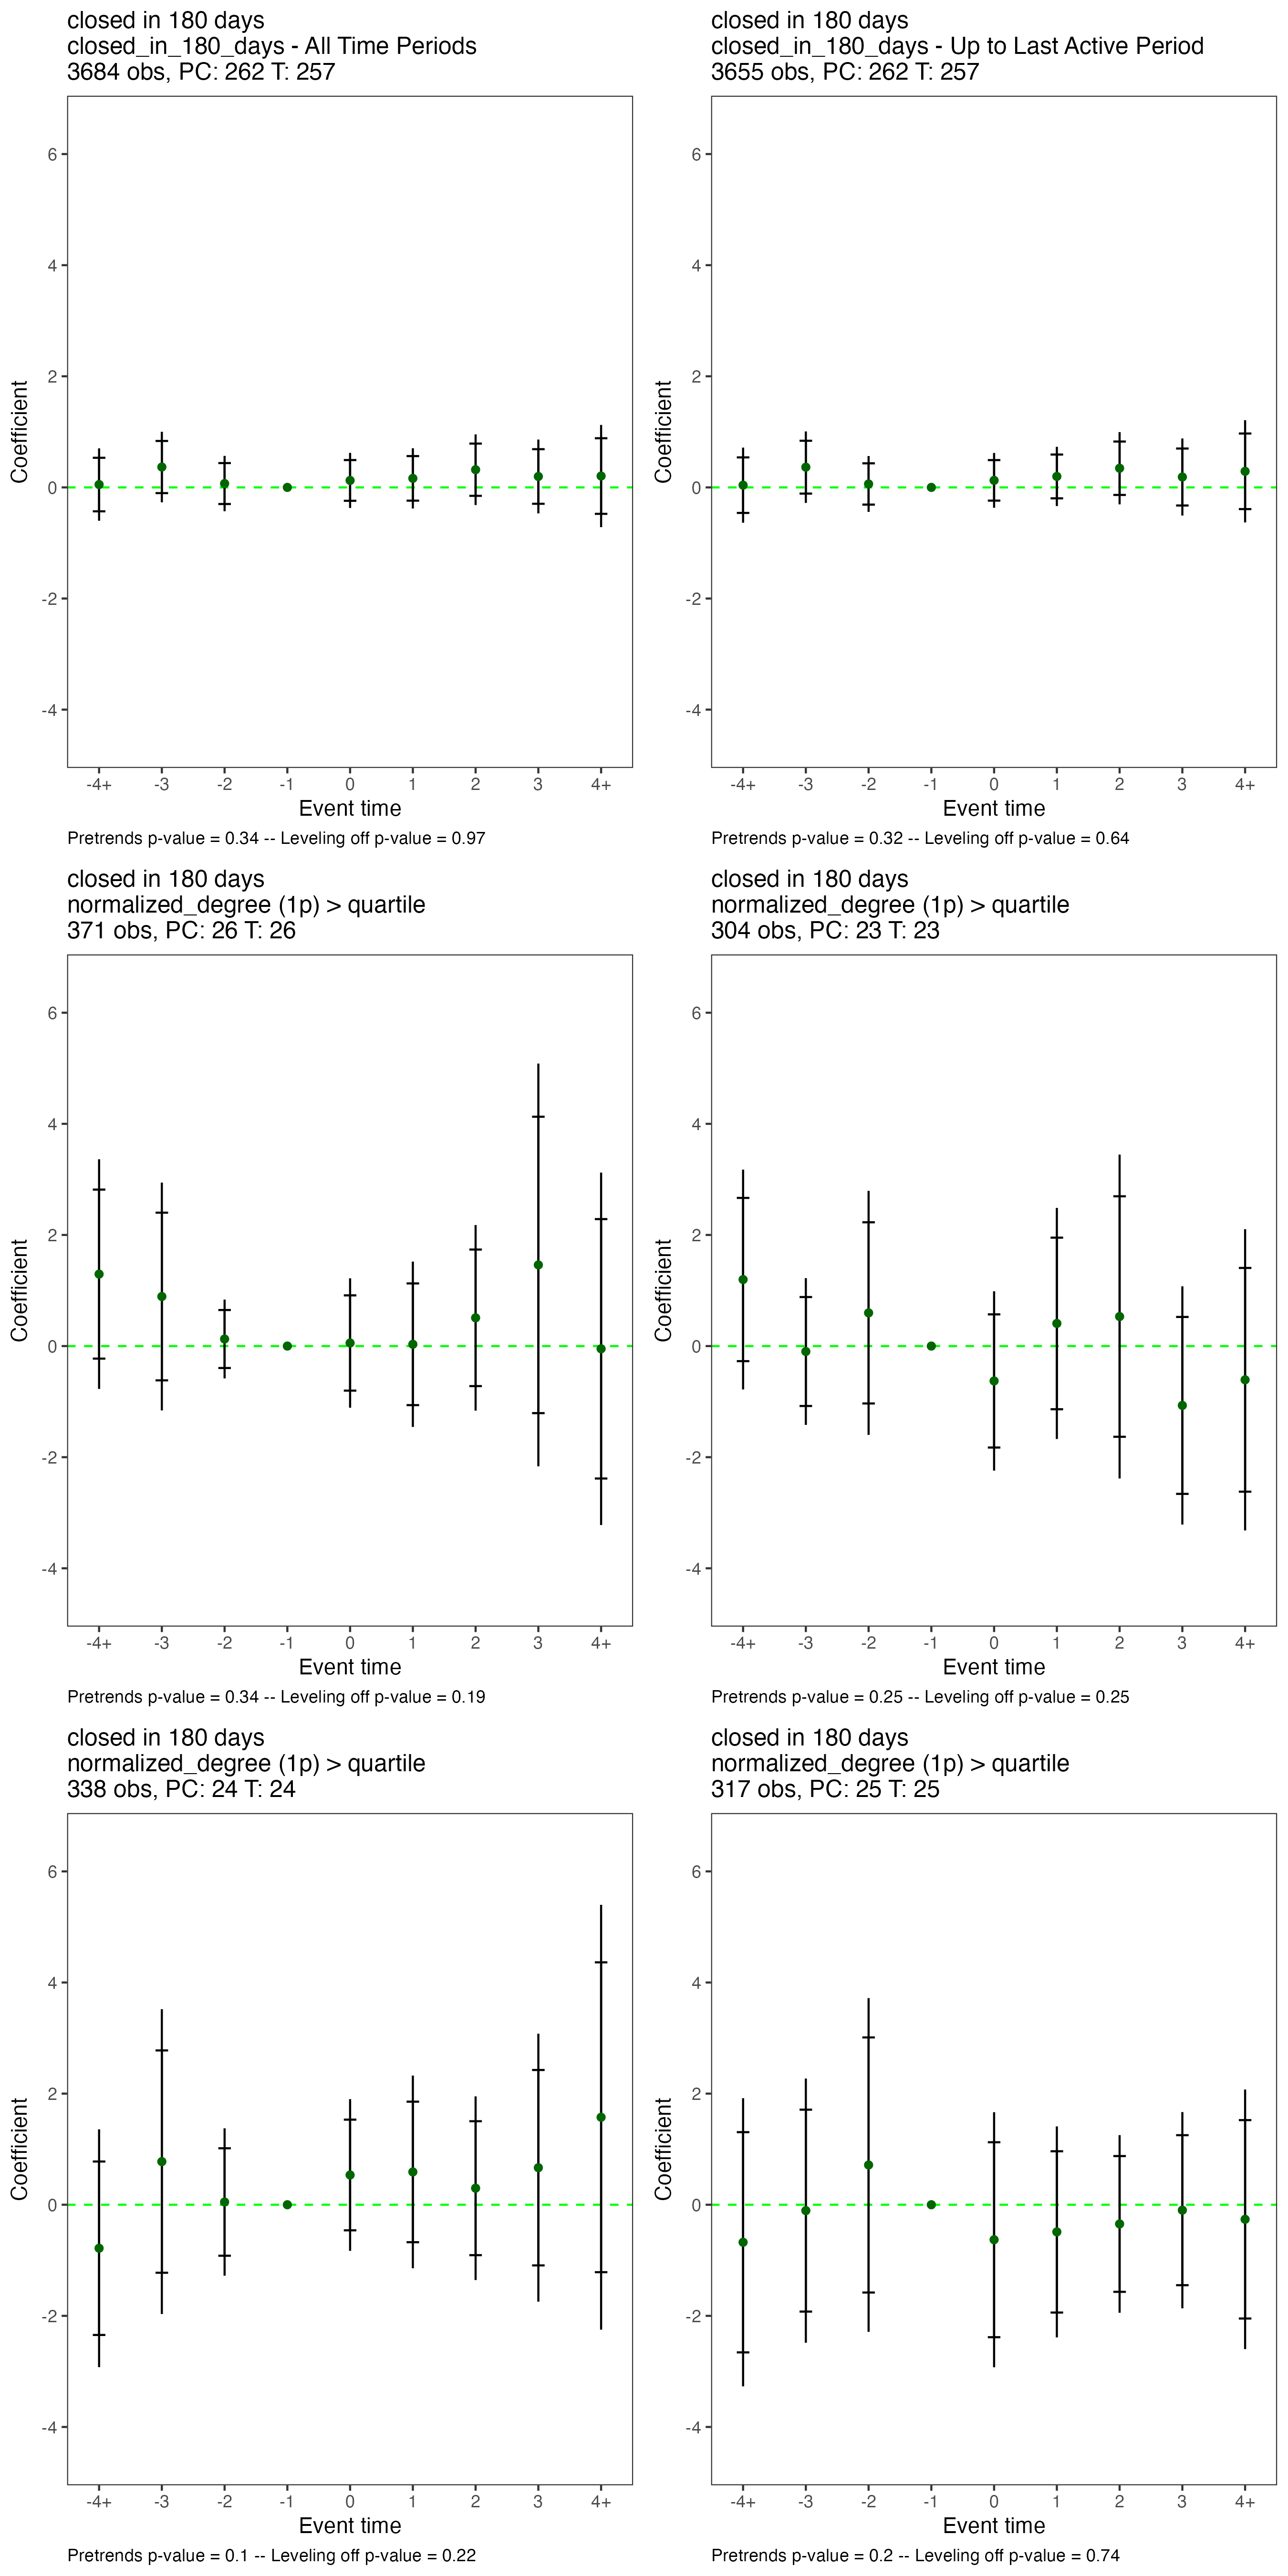 closed in 180 days
closed_in_180_days - All Time Periods
3684 obs, PC: 262 T: 257
6
4
2
0
-2
-4
Coefficient
-4+ -3 -2 -1 0 1 2 3 4+
Event time
Pretrends p-value = 0.34 -- Leveling off p-value = 0.97
closed in 180 days
closed_in_180_days - Up to Last Active Period
3655 obs, PC: 262 T: 257
6
4
2
0
-2
-4
Coefficient
-4+ -3 -2 -1 0 1 2 3 4+
Event time
Pretrends p-value = 0.32 -- Leveling off p-value = 0.64
closed in 180 days
normalized_degree (1p) > quartile
371 obs, PC: 26 T: 26
6
4
2
0
-2
-4
Coefficient
-4+ -3 -2 -1 0 1 2 3 4+
Event time
Pretrends p-value = 0.34 -- Leveling off p-value = 0.19
closed in 180 days
normalized_degree (1p) > quartile
304 obs, PC: 23 T: 23
6
4
2
0
-2
-4
Coefficient
-4+ -3 -2 -1 0 1 2 3 4+
Event time
Pretrends p-value = 0.25 -- Leveling off p-value = 0.25
closed in 180 days
normalized_degree (1p) > quartile
338 obs, PC: 24 T: 24
6
4
2
0
-2
-4
Coefficient
-4+ -3 -2 -1 0 1 2 3 4+
Event time
Pretrends p-value = 0.1 -- Leveling off p-value = 0.22
closed in 180 days
normalized_degree (1p) > quartile
317 obs, PC: 25 T: 25
6
4
2
0
-2
-4
Coefficient
-4+ -3 -2 -1 0 1 2 3 4+
Event time
Pretrends p-value = 0.2 -- Leveling off p-value = 0.74